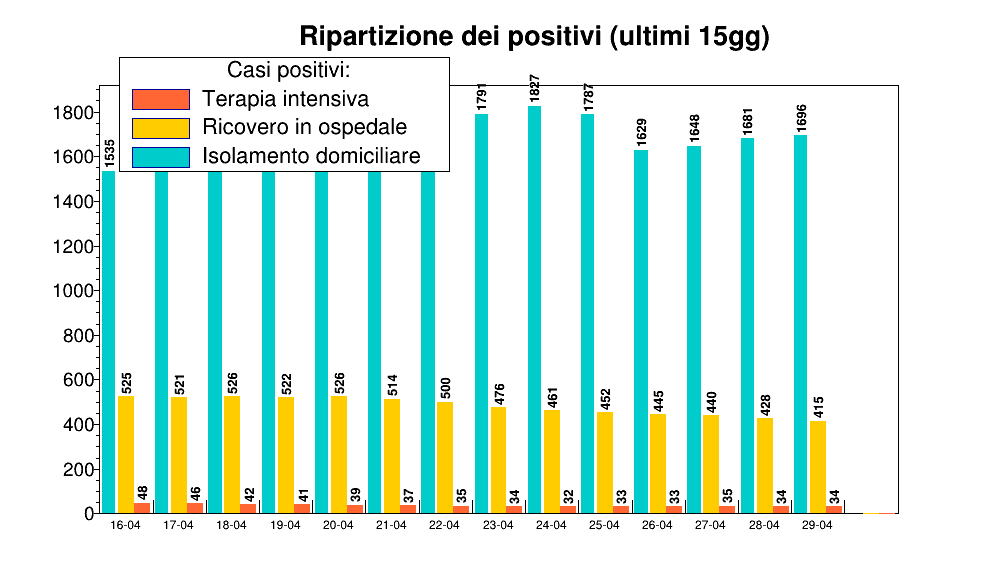 Ripartizione dei positivi (ultimi 15gg)
Casi positivi:
Terapia intensiva
Ricovero in ospedale
Isolamento domiciliare
1800
1600
1400
1200
1000
800
600
400
200
0
1535 1791 1827 1787 1629 1648 1681 1696
525 521 526 522 526 514 500 476 461 452 445 440 428 415
48 46 42 41 39 37 35 34 32 33 33 35 34 34
16-04 17-04 18-04 19-04 20-04 21-04 22-04 23-04 24-04 25-04 26-04 27-04 28-04 29-04